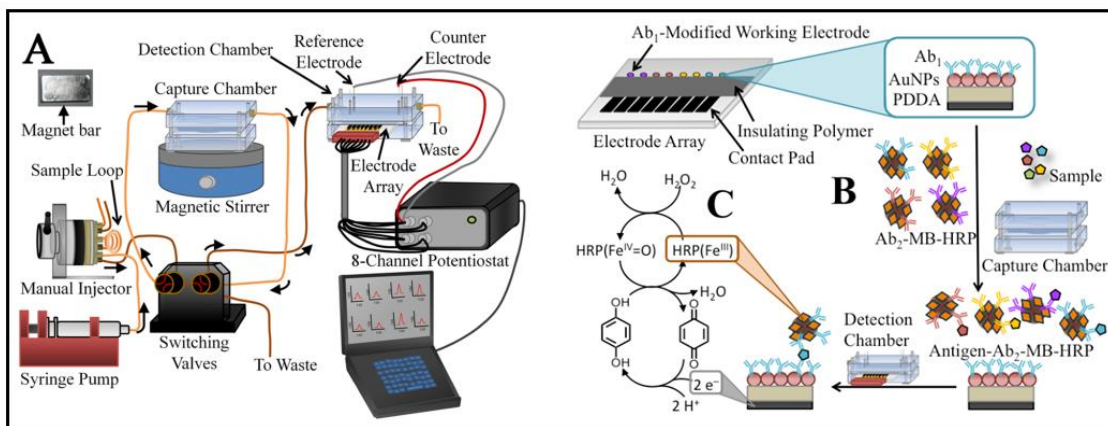 A
Detection Chamber
Reference
Electrode
Counter
Electrode
Capture Chamber
Magnet bar
Sample Loop
Magnetic Stirrer
Electrode
Array
To
Waste
Manual Injector
8-Channel Potentiostat
Syringe Pump
Switching
Valves
To Waste
Ab1-Modified Working Electrode
Ab1
AuNPs
PDDA
Insulating Polymer
Electrode Array
Contact Pad
B
Sample
Ab2-MB-HRP
Capture Chamber
Antigen-Ab2-MB-HRP
Detection
Chamber
C
H2O
H2O2
HRP(FeIV=O)
HRP(FeIII)
H2O
OH
OH
O
O
2 e−
2 H+